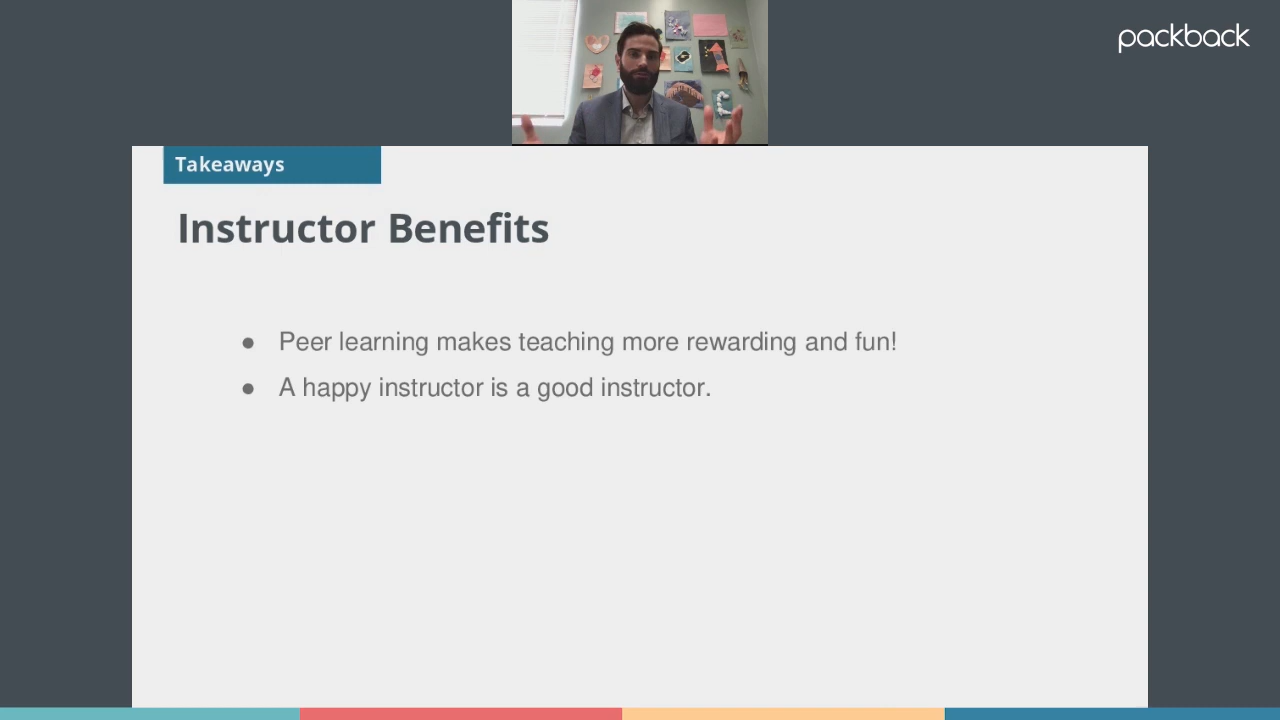 packback
Takeaways
Instructor Benefits
● Peer learning makes teaching more rewarding and fun!
● A happy instructor is a good instructor.